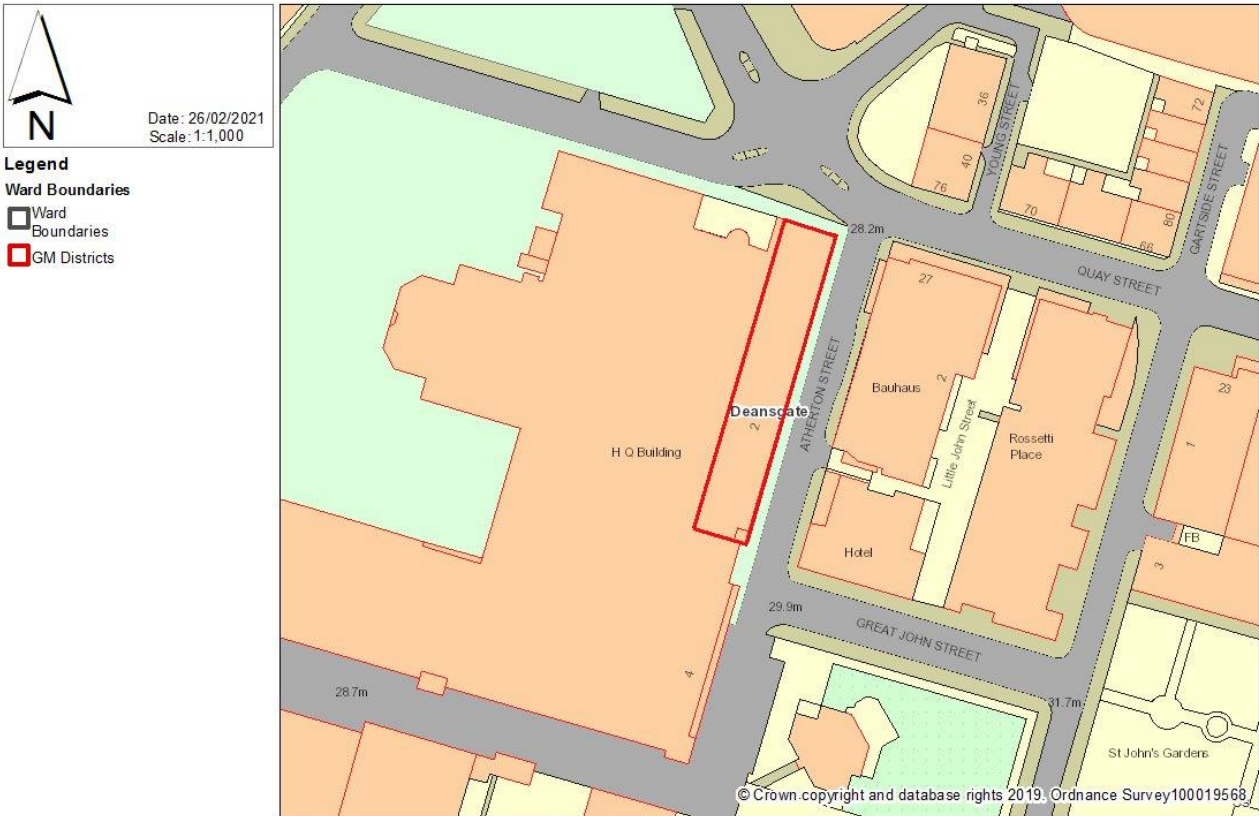 N
Date: 26/02/2021
Scale: 1:1,000
Legend
Ward Boundaries
Ward
Boundaries
GM Districts
36
40
76
YOUNG STREET
72
70
80
66
GARTSIDE STREET
28.2m
QUAY STREET
27
Bauhaus
2
Deansgate
2
ATHERTON STREET
H Q Building
Little John Street
Rossetti
Place
23
1
Hotel
FB
3
29.9m
GREAT JOHN STREET
4
28.7m
31.7m
St John's Gardens
© Crown copyright and database rights 2019. Ordnance Survey100019568.